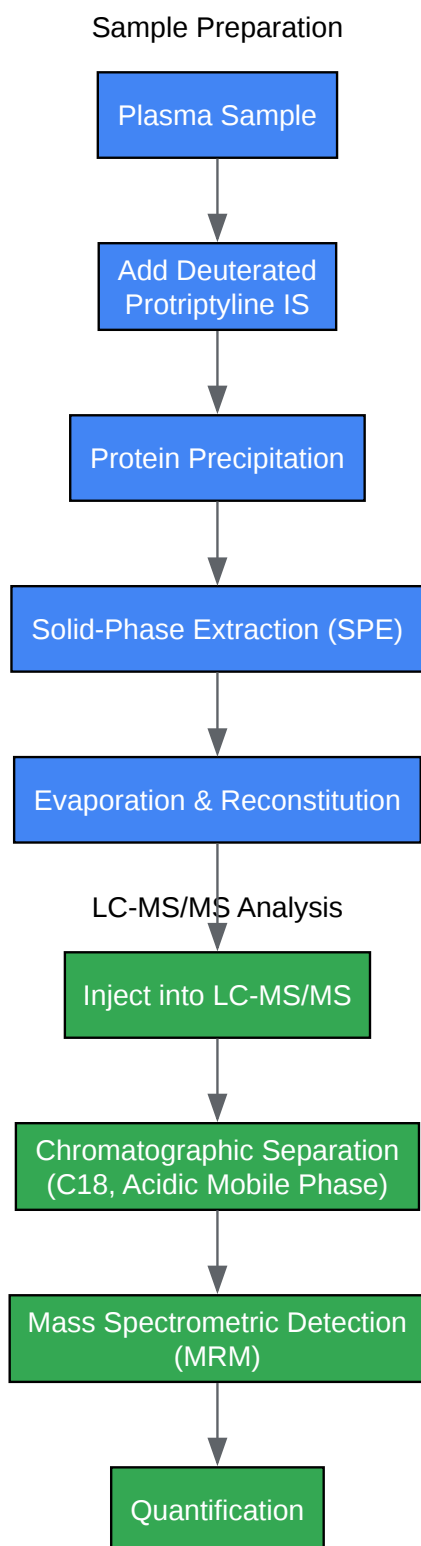 Sample Preparation
Plasma Sample
Add Deuterated
Protriptyline IS
Protein Precipitation
Solid-Phase Extraction (SPE)
Evaporation & Reconstitution
LC-MS/MS Analysis
Inject into LC-MS/MS
Chromatographic Separation
(C18, Acidic Mobile Phase)
Mass Spectrometric Detection
(MRM)
Quantification